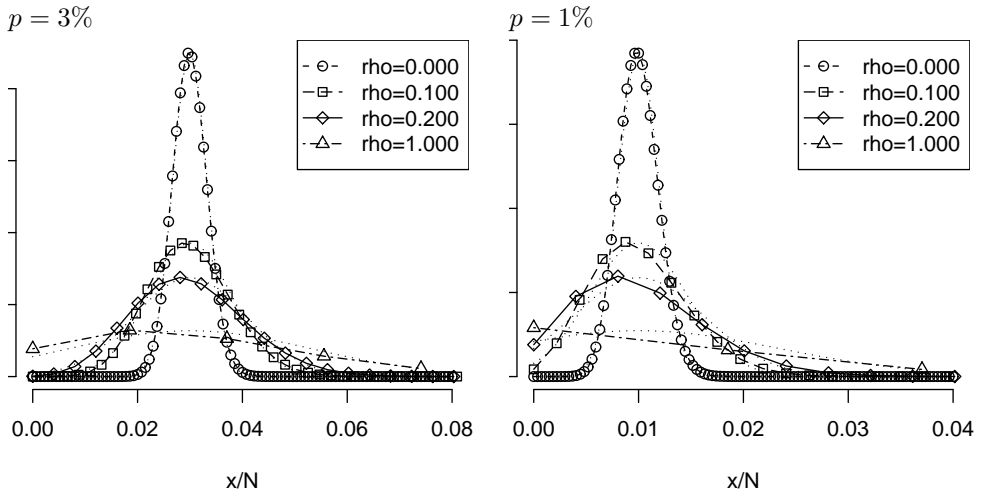 p = 3%
rho=0.000
rho=0.100
rho=0.200
rho=1.000
0.00 0.02 0.04 0.06 0.08
x/N
p = 1%
rho=0.000
rho=0.100
rho=0.200
rho=1.000
0.00 0.01 0.02 0.03 0.04
x/N